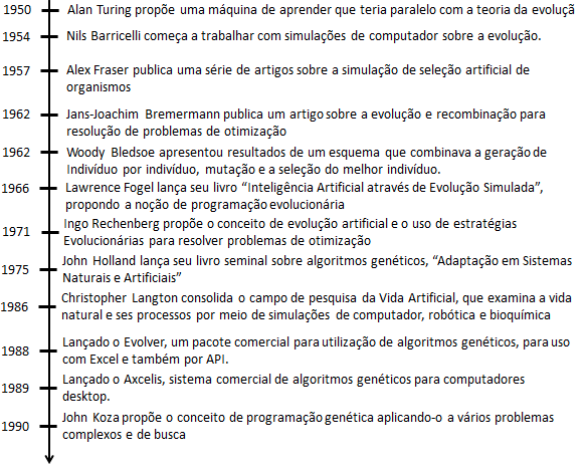 1950 Alan Turing propõe uma máquina de aprender que teria paralelo com a teoria da evoluçã
1954 Nils Barricelli começa a trabalhar com simulações de computador sobre a evolução.
1957 Alex Fraser publica uma série de artigos sobre a simulação de seleção artificial de
organismos
1962 Jans-Joachim Bremermann publica um artigo sobre a evolução e recombinação para
resolução de problemas de otimização
1962 Woody Bledsoe apresentou resultados de um esquema que combinava a geração de
Indivíduo por indivíduo, mutação e a seleção do melhor indivíduo.
1966 Lawrence Fogel lança seu livro “Inteligência Artificial através de Evolução Simulada”,
propondo a noção de programação evolucionária
1971 Ingo Rechenberg propõe o conceito de evolução artificial e o uso de estratégias
Evolucionárias para resolver problemas de otimização
1975 John Holland lança seu livro seminal sobre algoritmos genéticos, “Adaptação em Sistemas
Naturais e Artificiais”
1986 Christopher Langton consolida o campo de pesquisa da Vida Artificial, que examina a vida
natural e ses processos por meio de simulações de computador, robótica e bioquímica
1988 Lançado o Evolver, um pacote comercial para utilização de algoritmos genéticos, para uso
com Excel e também por API.
1989 Lançado o Axcelis, sistema comercial de algoritmos genéticos para computadores
desktop.
1990 John Koza propõe o conceito de programação genética aplicando-o a vários problemas
complexos e de busca